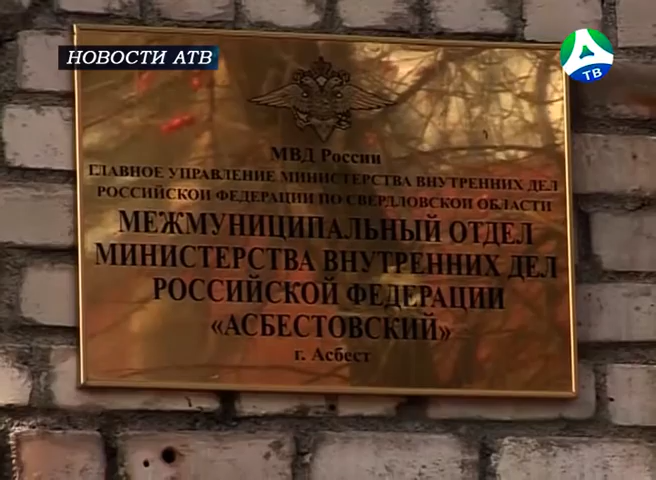 НОВОСТИ АТВ
А
ТВ
МВД России
ГЛАВНОЕ УПРАВЛЕНИЕ МИНИСТЕРСТВА ВНУТРЕННИХ ДЕЛ
РОССИЙСКОЙ ФЕДЕРАЦИИ ПО СВЕРДЛОВСКОЙ ОБЛАСТИ
МЕЖМУНИЦИПАЛЬНЫЙ ОТДЕЛ
МИНИСТЕРСТВА ВНУТРЕННИХ ДЕЛ
РОССИЙСКОЙ ФЕДЕРАЦИИ
«АСБЕСТОВСКИЙ»
г. Асбест